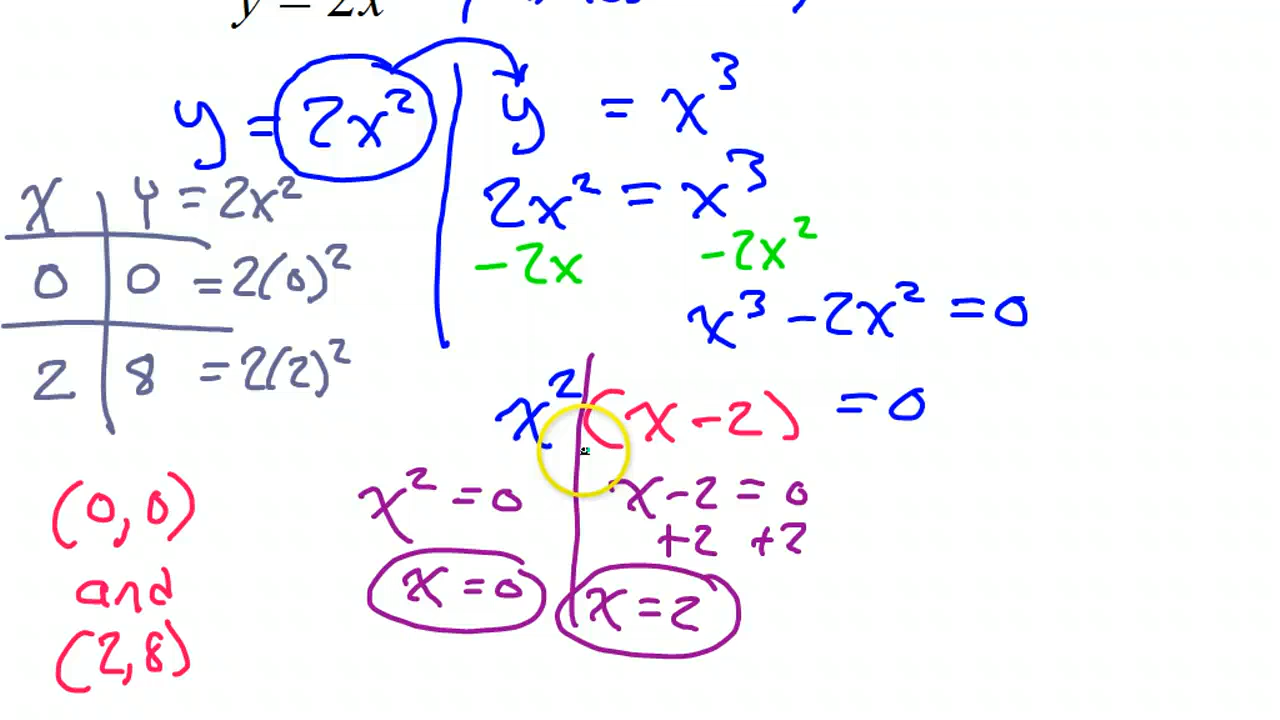 y = 2x
y = 2x² | y = x³
2x² = x³
-2x -2x²
x³ - 2x² = 0
x² (x - 2) = 0
x² = 0 | x - 2 = 0
+2 +2
x = 0 | x = 2
x | y = 2x²
0 | 0 = 2(0)²
2 | 8 = 2(2)²
(0, 0)
and
(2, 8)